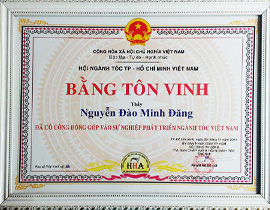 CỘNG HÒA XÃ HỘI CHỦ NGHĨA VIỆT NAM
Độc lập - Tự do - Hạnh phúc
HỘI NGÀNH TÓC TP - HỒ CHÍ MINH VIỆT NAM
BẰNG TÔN VINH
Thầy
Nguyễn Đào Minh Đăng
ĐÃ CÓ CÔNG ĐÓNG GÓP VÀO SỰ NGHIỆP PHÁT TRIỂN NGÀNH TÓC VIỆT NAM
HHA